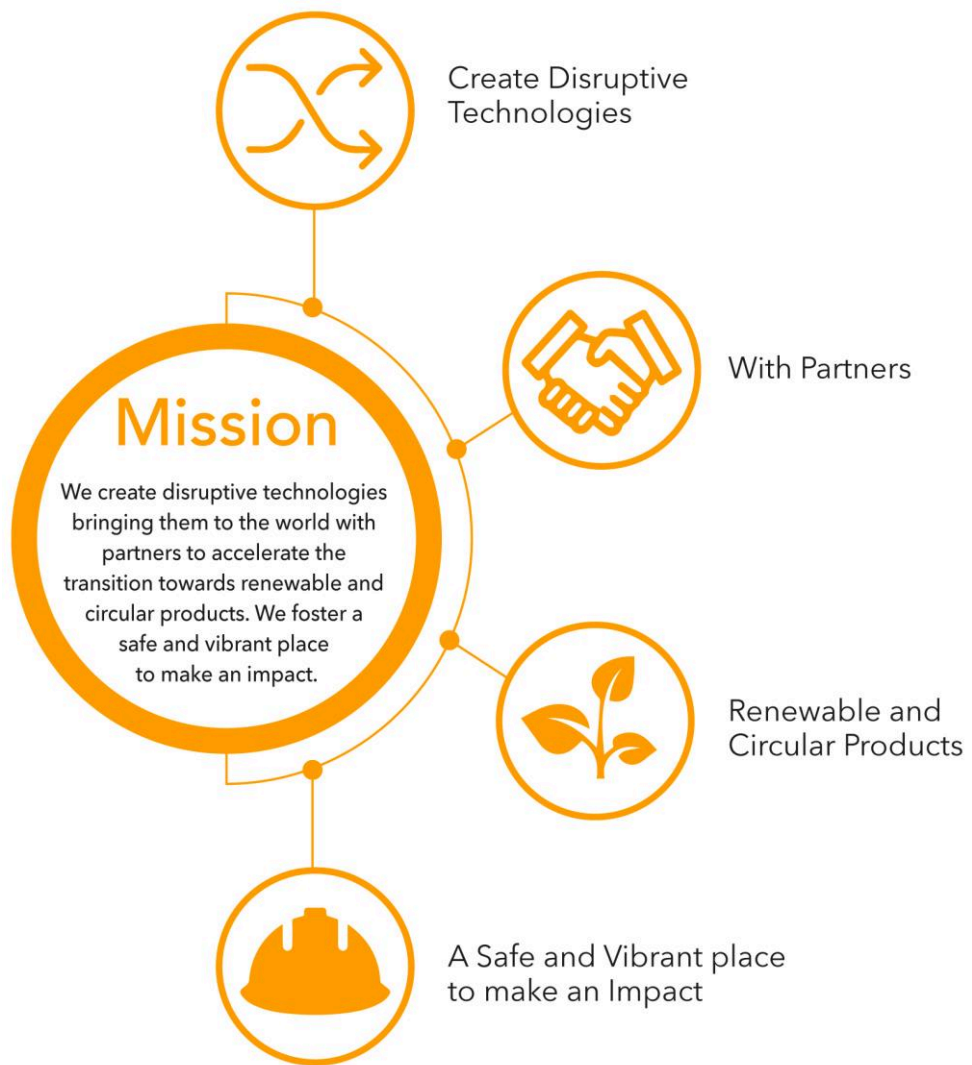 Create Disruptive
Technologies
With Partners
Mission
We create disruptive technologies
bringing them to the world with
partners to accelerate the
transition towards renewable and
circular products. We foster a
safe and vibrant place
to make an impact.
Renewable and
Circular Products
A Safe and Vibrant place
to make an Impact